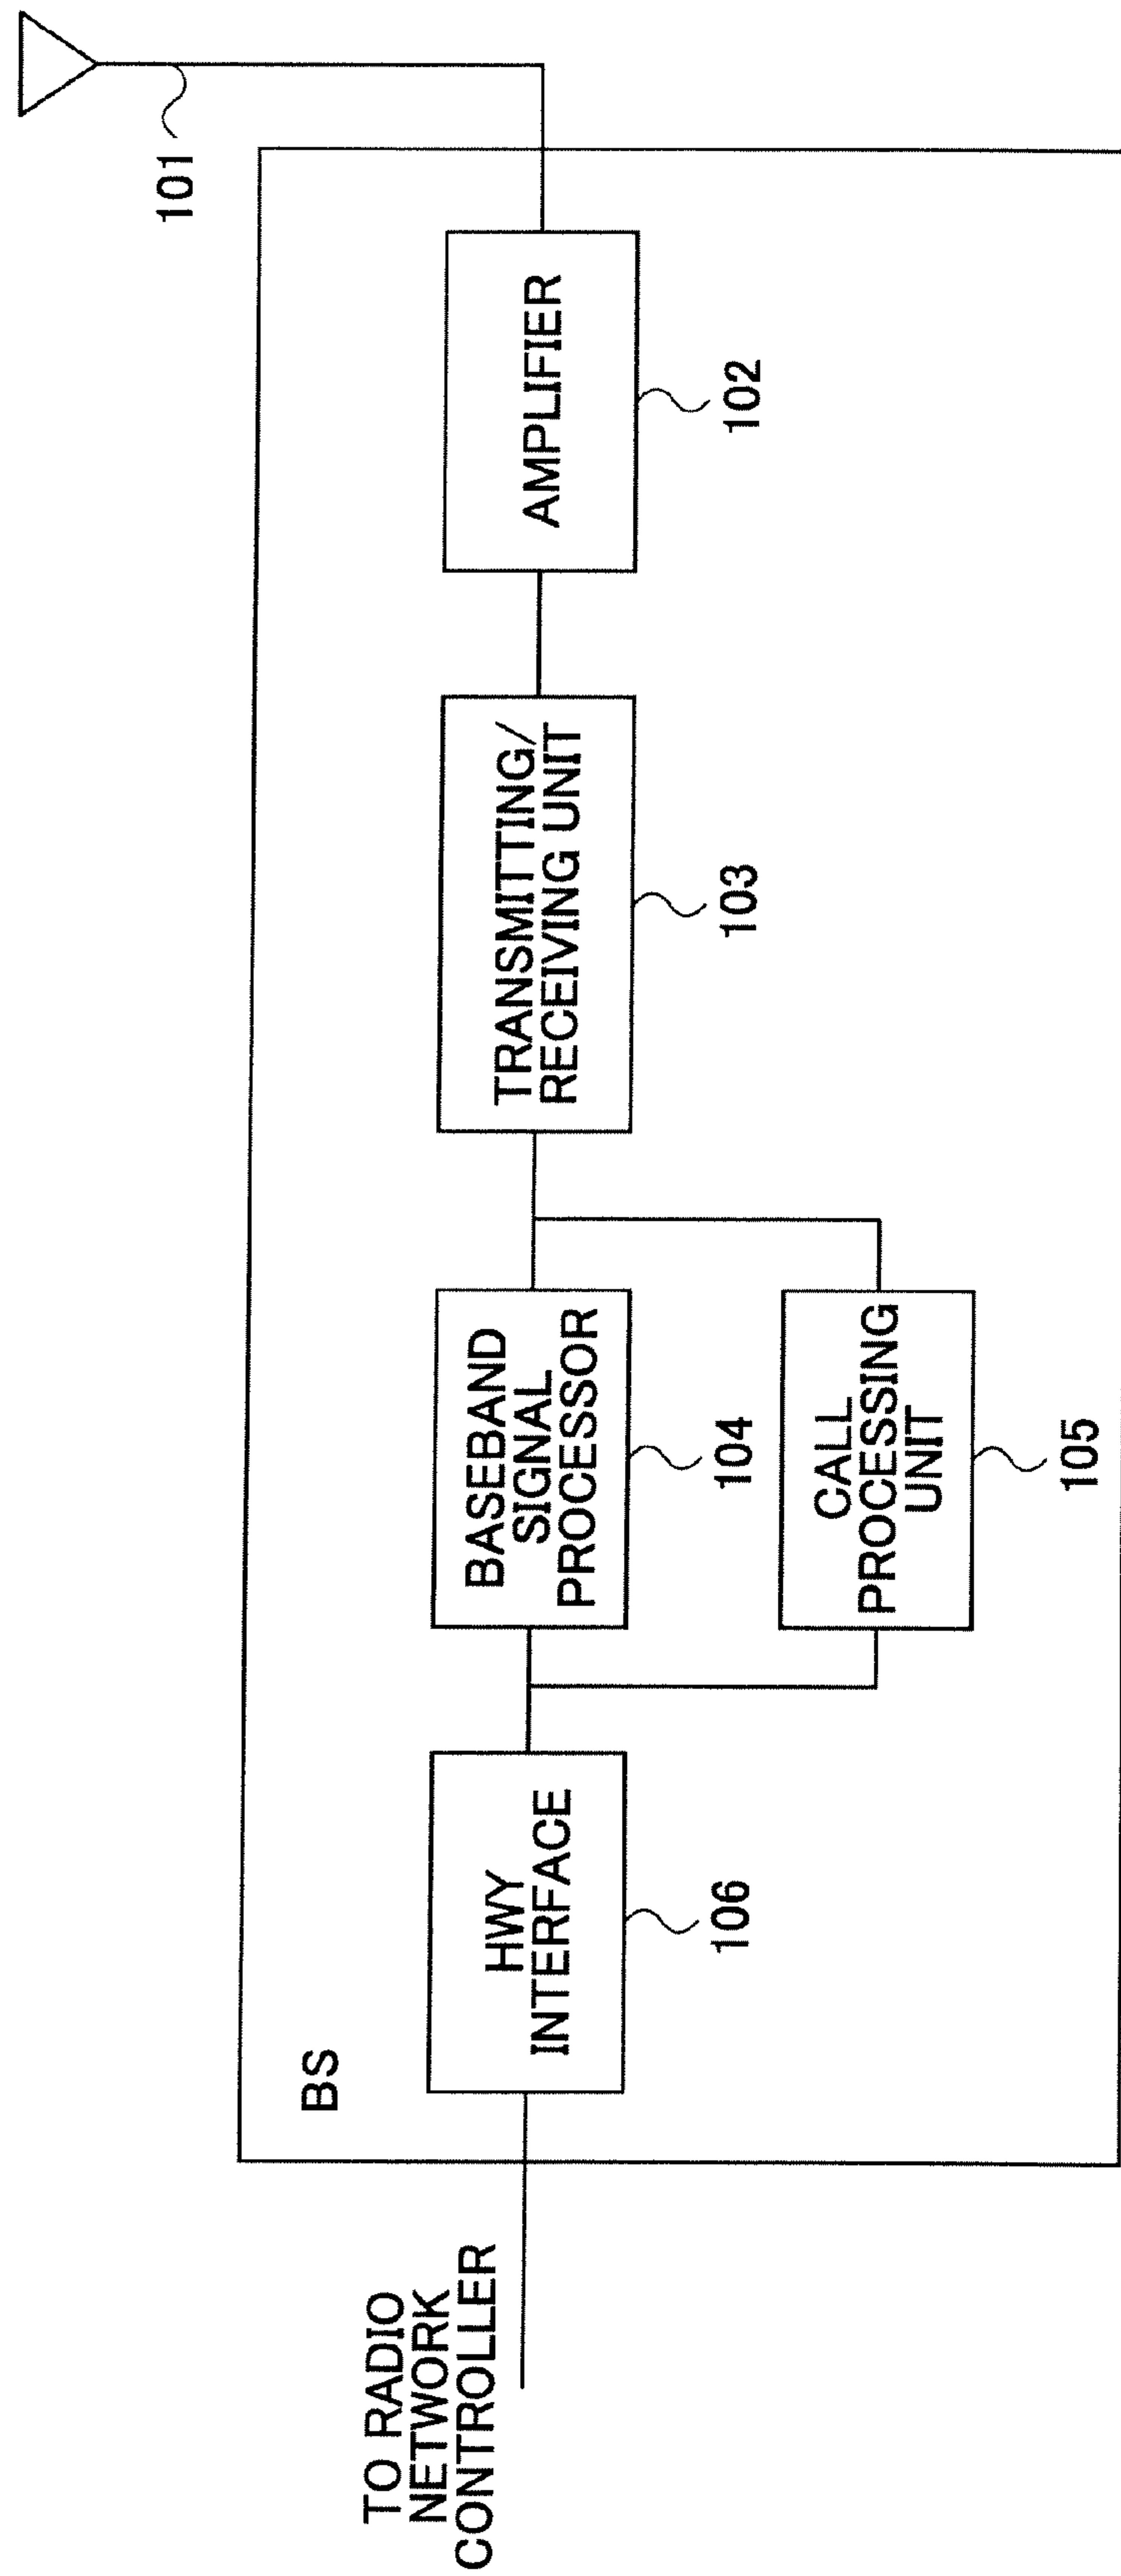 101
BS
TO RADIO
NETWORK
CONTROLLER
HWY
INTERFACE
106
BASEBAND
SIGNAL
PROCESSOR
104
TRANSMITTING/
RECEIVING UNIT
103
AMPLIFIER
102
CALL
PROCESSING
UNIT
105